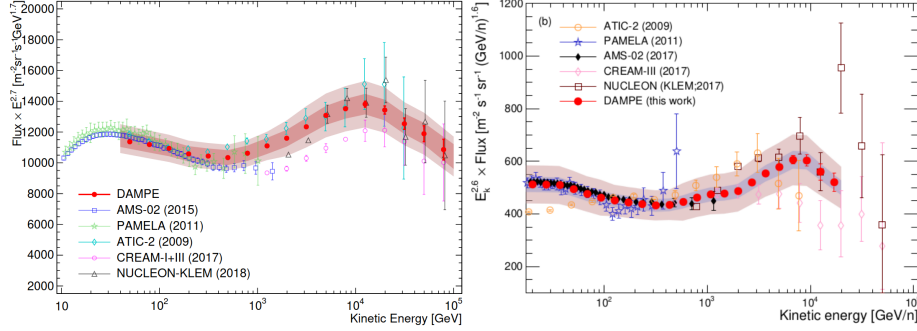 Flux × E^2.7 [m^-2 s^-1 sr^-1 GeV^1.7]
20000
18000
16000
14000
12000
10000
8000
6000
4000
2000
DAMPE
AMS-02 (2015)
PAMELA (2011)
ATIC-2 (2009)
CREAM-I+III (2017)
NUCLEON-KLEM (2018)
10
10^2
10^3
10^4
10^5
Kinetic Energy [GeV]
(b)
E_k^2.6 × Flux [m^-2 s^-1 sr^-1 (GeV/n)^1.6]
1200
1000
800
600
400
200
ATIC-2 (2009)
PAMELA (2011)
AMS-02 (2017)
CREAM-III (2017)
NUCLEON (KLEM;2017)
DAMPE (this work)
10^2
10^3
10^4
10
Kinetic Energy [GeV/n]